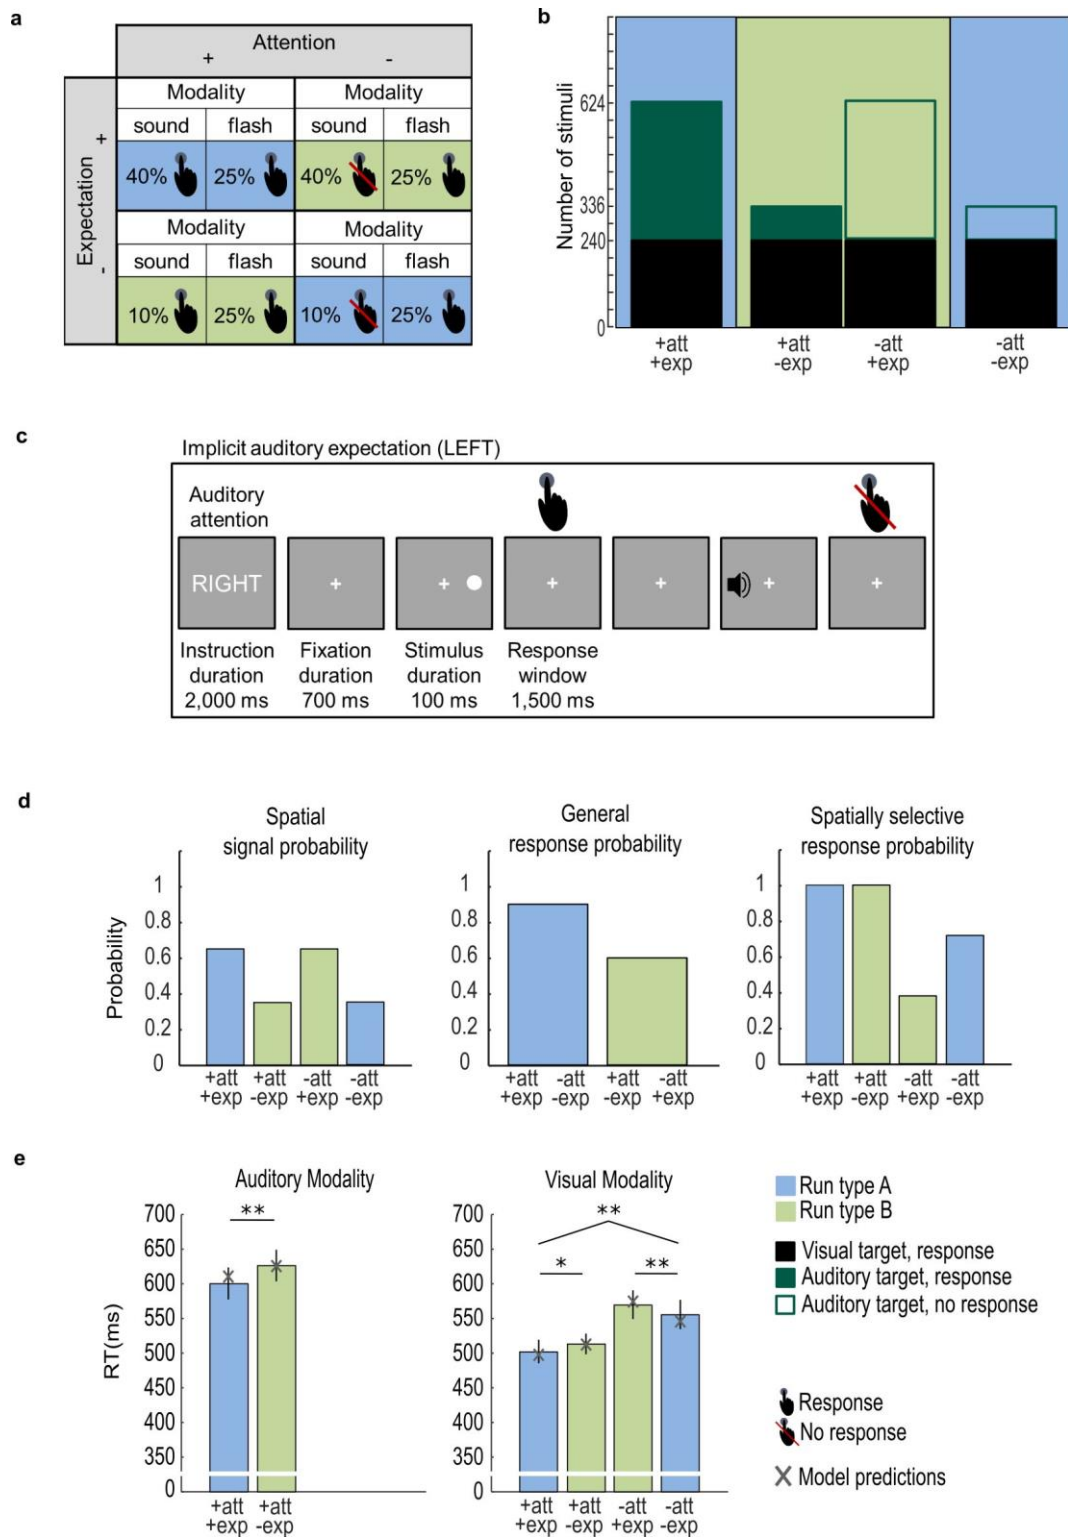 a
Attention
+ -
Expectation
+
-
Modality Modality
sound flash sound flash
40% 25% 40% 25%
Modality Modality
sound flash sound flash
10% 25% 10% 25%
b
Number of stimuli
624
336
240
0
+att +att -att -att
+exp -exp +exp -exp
c
Implicit auditory expectation (LEFT)
Auditory
attention
RIGHT
+ + + + + +
Instruction Fixation Stimulus Response
duration duration duration window
2,000 ms 700 ms 100 ms 1,500 ms
d
Spatial
signal probability
Probability
1
0.8
0.6
0.4
0.2
0
+att +att -att -att
+exp -exp +exp -exp
General
response probability
1
0.8
0.6
0.4
0.2
0
+att -att +att -att
+exp -exp -exp +exp
Spatially selective
response probability
1
0.8
0.6
0.4
0.2
0
+att +att -att -att
+exp -exp +exp -exp
e
Auditory Modality
RT(ms)
700
650
600
550
500
450
400
350
0
**
+att +att
+exp -exp
Visual Modality
700
650
600
550
500
450
400
350
0
**
* **
+att +att -att -att
+exp -exp +exp -exp
Run type A
Run type B
Visual target, response
Auditory target, response
Auditory target, no response
Response
No response
Model predictions